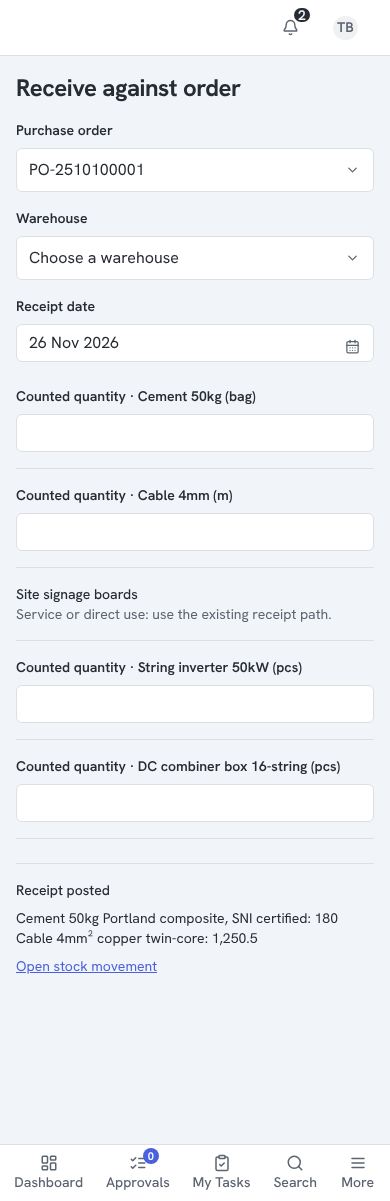 2
TB
Receive against order
Purchase order
PO-2510100001
Warehouse
Choose a warehouse
Receipt date
26 Nov 2026
Counted quantity · Cement 50kg (bag)
Counted quantity · Cable 4mm (m)
Site signage boards
Service or direct use: use the existing receipt path.
Counted quantity · String inverter 50kW (pcs)
Counted quantity · DC combiner box 16-string (pcs)
Receipt posted
Cement 50kg Portland composite, SNI certified: 180
Cable 4mm² copper twin-core: 1,250.5
Open stock movement
0
Dashboard
Approvals
My Tasks
Search
More